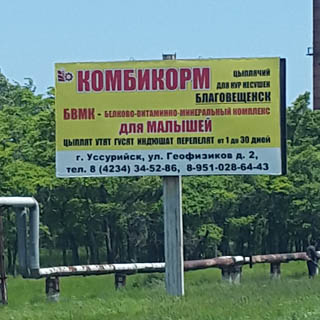 КОМБИКОРМ
ЦЫПЛЯЧИЙ
ДЛЯ КУР НЕСУШЕК
БЛАГОВЕЩЕНСК
БВМК - БЕЛКОВО-ВИТАМИННО-МИНЕРАЛЬНЫЙ КОМПЛЕКС
ДЛЯ МАЛЫШЕЙ
ЦЫПЛЯТ УТЯТ ГУСЯТ ИНДЮШАТ ПЕРЕПЕЛЯТ от 1 до 30 дней
г. Уссурийск, ул. Геофизиков д. 2,
тел. 8 (4234) 34-52-86, 8-951-028-64-43